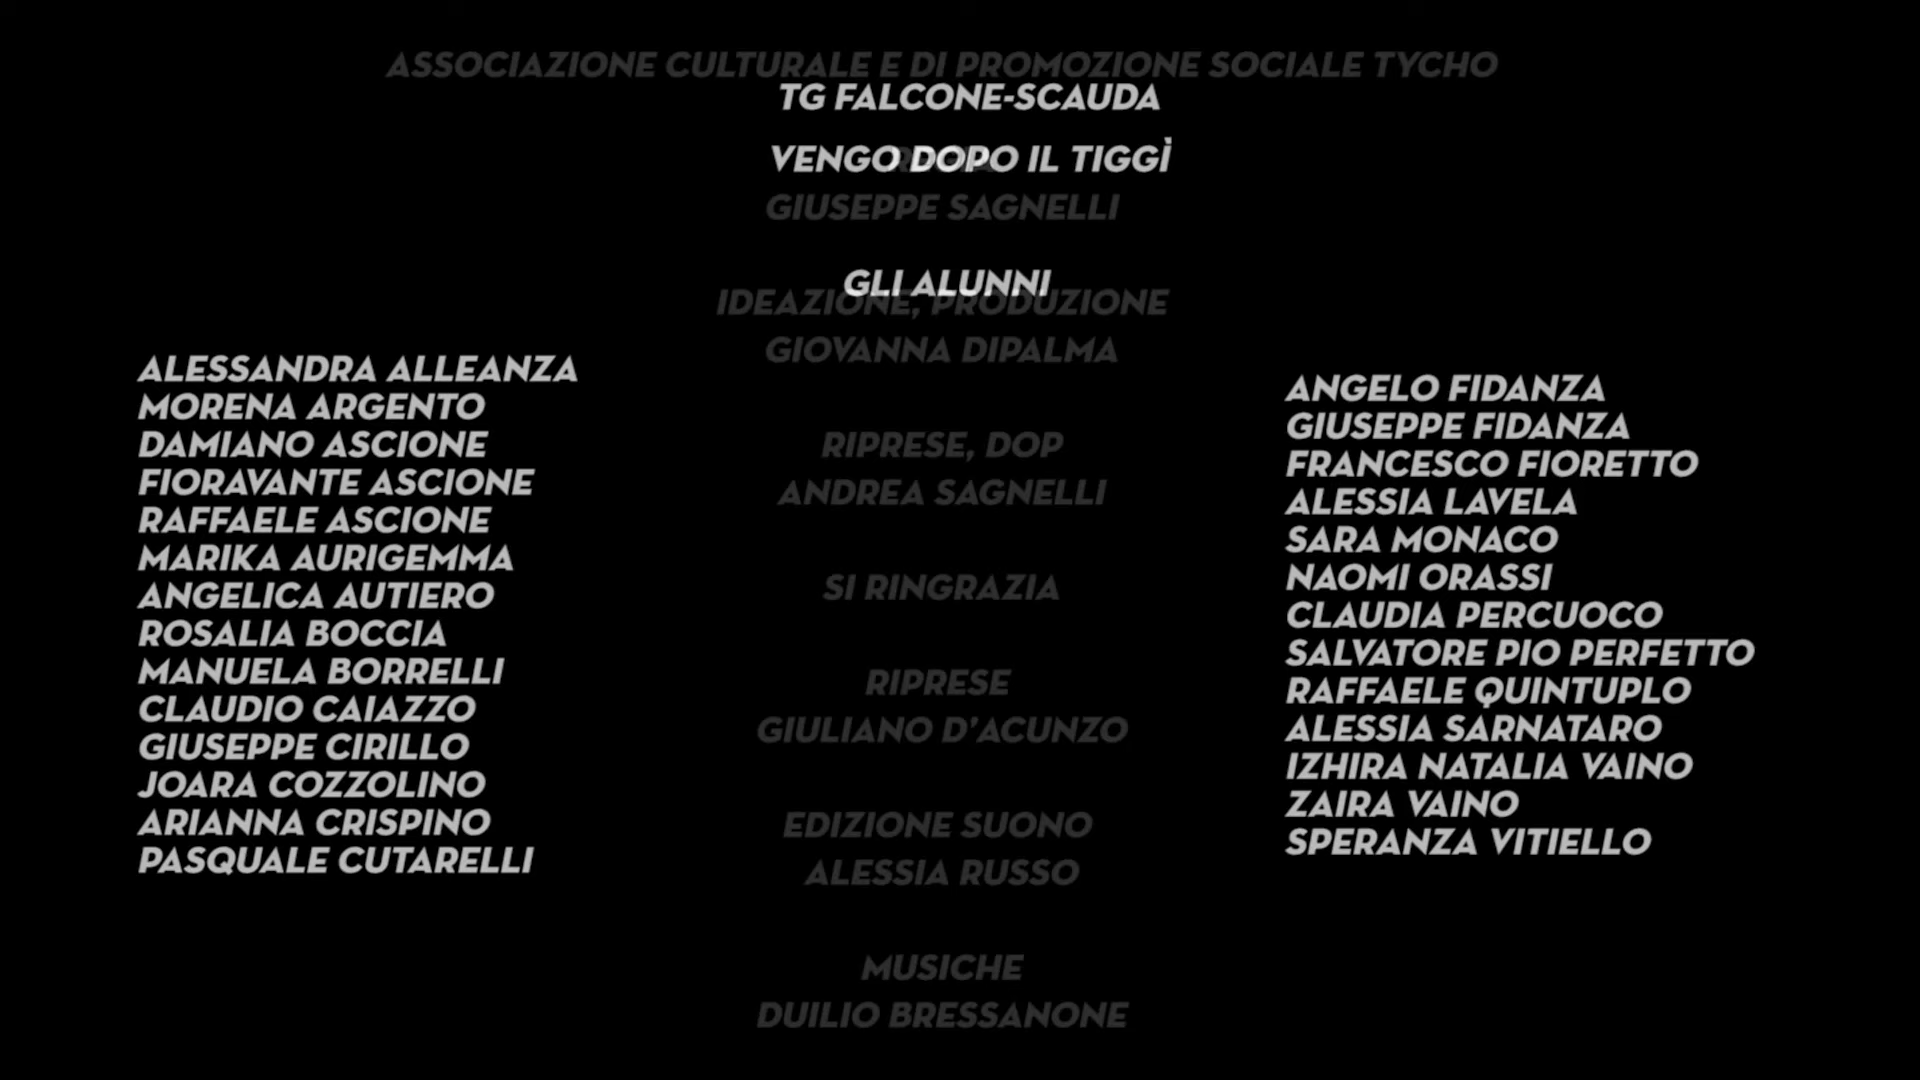 ASSOCIAZIONE CULTURALE E DI PROMOZIONE SOCIALE TYCHO
TG FALCONE-SCAUDA
VENGO DOPO IL TIGGÌ
GIUSEPPE SAGNELLI
GLI ALUNNI
IDEAZIONE, PRODUZIONE
GIOVANNA DIPALMA
RIPRESE, DOP
ANDREA SAGNELLI
SI RINGRAZIA
RIPRESE
GIULIANO D’ACUNZO
EDIZIONE SUONO
ALESSIA RUSSO
MUSICHE
DUILIO BRESSANONE
ALESSANDRA ALLEANZA
MORENA ARGENTO
DAMIANO ASCIONE
FIORAVANTE ASCIONE
RAFFAELE ASCIONE
MARIKA AURIGEMMA
ANGELICA AUTIERO
ROSALIA BOCCIA
MANUELA BORRELLI
CLAUDIO CAIAZZO
GIUSEPPE CIRILLO
JOARA COZZOLINO
ARIANNA CRISPINO
PASQUALE CUTARELLI
ANGELO FIDANZA
GIUSEPPE FIDANZA
FRANCESCO FIORETTO
ALESSIA LAVELA
SARA MONACO
NAOMI ORASSI
CLAUDIA PERCUOCO
SALVATORE PIO PERFETTO
RAFFAELE QUINTUPLO
ALESSIA SARNATARO
IZHIRA NATALIA VAINO
ZAIRA VAINO
SPERANZA VITIELLO